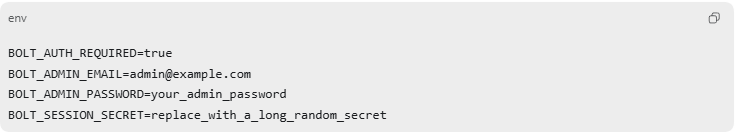 env
BOLT_AUTH_REQUIRED=true
BOLT_ADMIN_EMAIL=admin@example.com
BOLT_ADMIN_PASSWORD=your_admin_password
BOLT_SESSION_SECRET=replace_with_a_long_random_secret